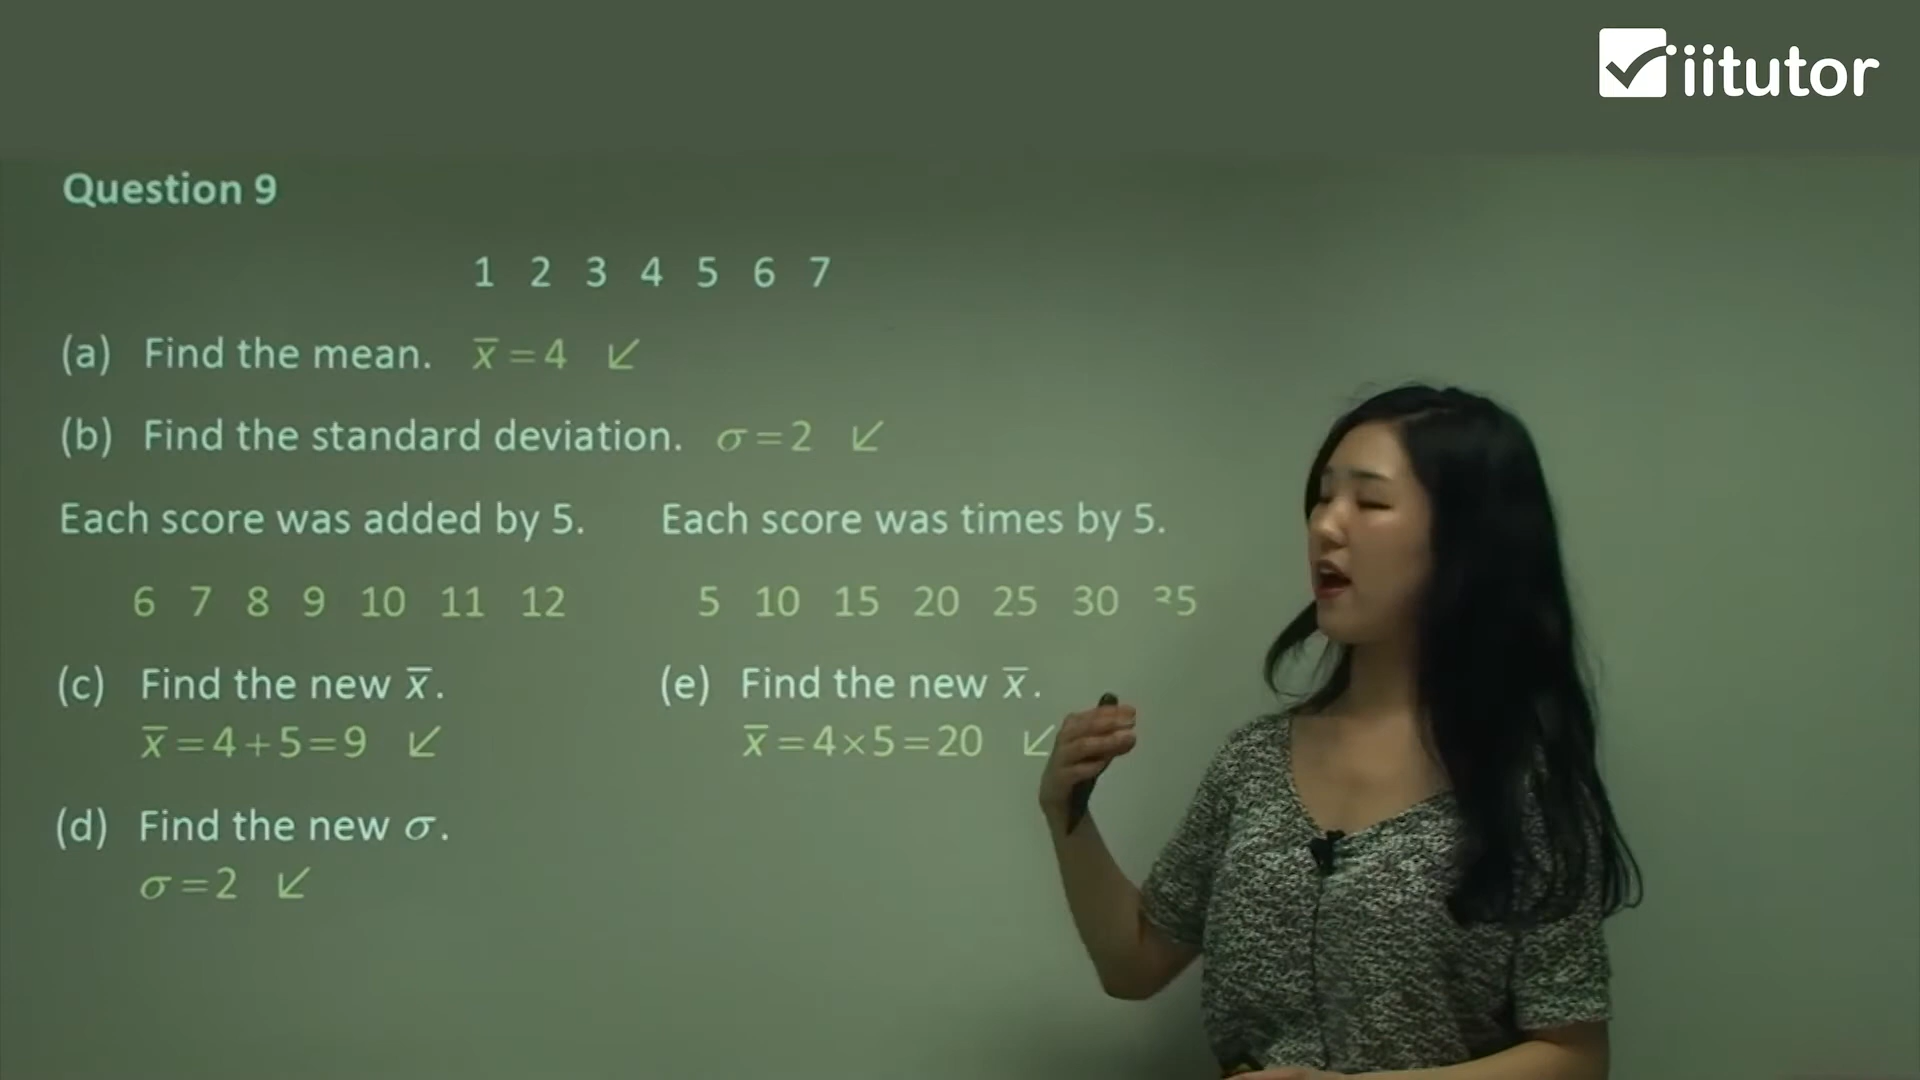 iitutor
Question 9
1 2 3 4 5 6 7
(a) Find the mean. x̅ = 4 ↙
(b) Find the standard deviation. σ = 2 ↙
Each score was added by 5.
6 7 8 9 10 11 12
(c) Find the new x̅.
x̅ = 4 + 5 = 9 ↙
(d) Find the new σ.
σ = 2 ↙
Each score was times by 5.
5 10 15 20 25 30 35
(e) Find the new x̅.
x̅ = 4 × 5 = 20 ↙